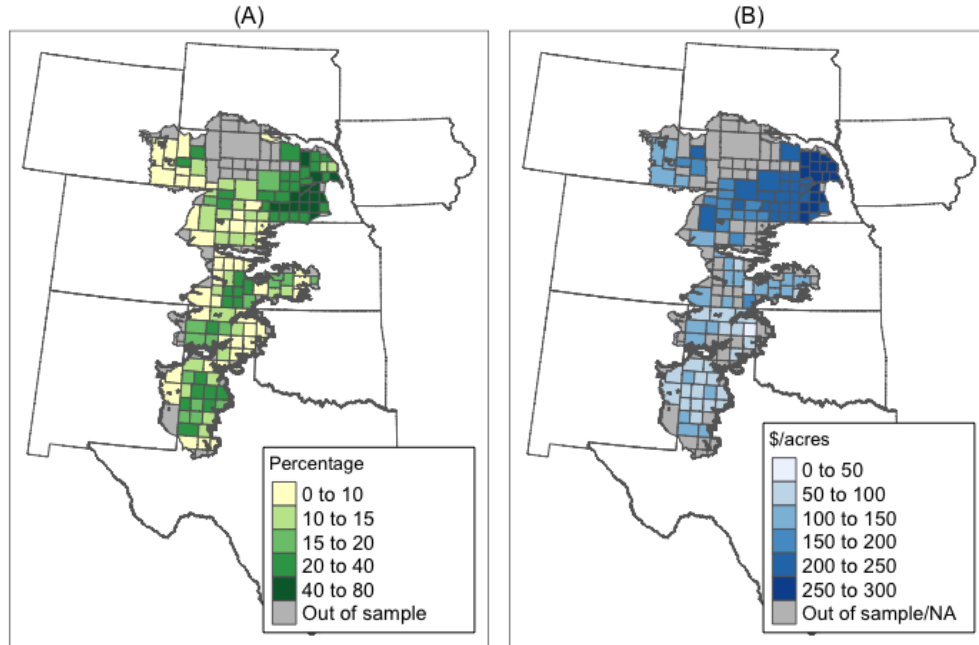 (A)
Percentage
0 to 10
10 to 15
15 to 20
20 to 40
40 to 80
Out of sample
(B)
$/acres
0 to 50
50 to 100
100 to 150
150 to 200
200 to 250
250 to 300
Out of sample/NA